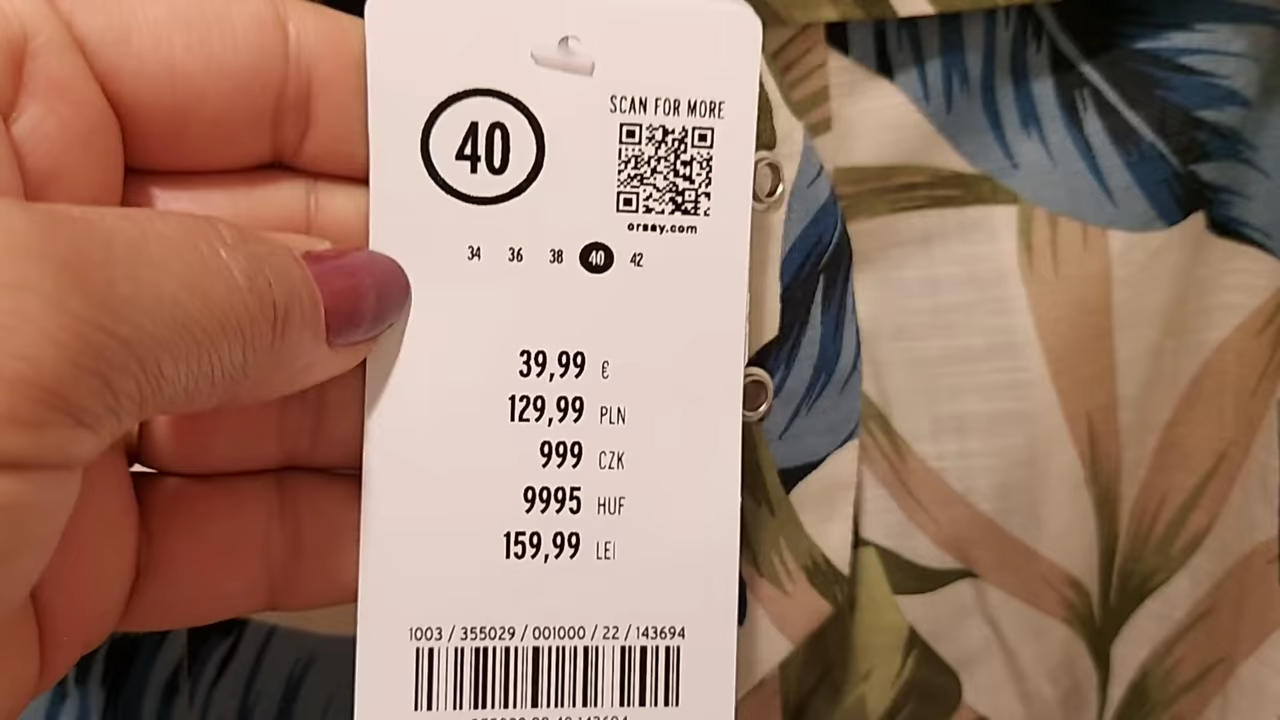 40
SCAN FOR MORE
orsay.com
34 36 38 40 42
39,99 €
129,99 PLN
999 CZK
9995 HUF
159,99 LEI
1003 / 355029 / 001000 / 22 / 143694